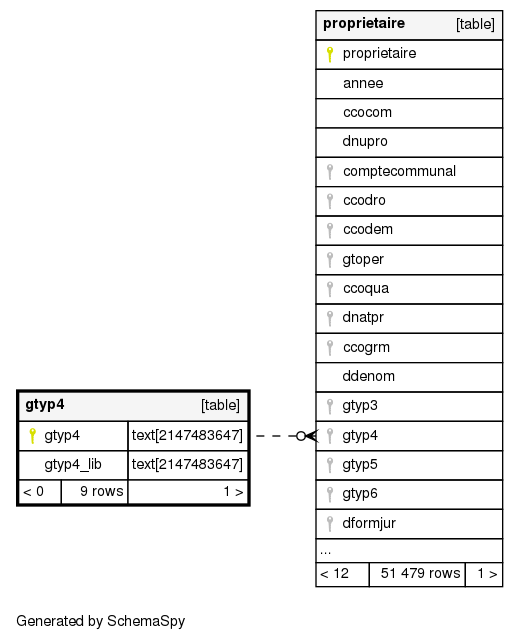 proprietaire [table]
proprietaire
annee
ccocom
dnupro
comptecommunal
ccodro
ccodem
gtoper
ccoqua
dnatpr
ccogrm
ddenom
gtyp3
gtyp4
gtyp5
gtyp6
dformjur
...
< 12 51 479 rows 1 >
gtyp4 [table]
gtyp4 text[2147483647]
gtyp4_lib text[2147483647]
< 0 9 rows 1 >
Generated by SchemaSpy